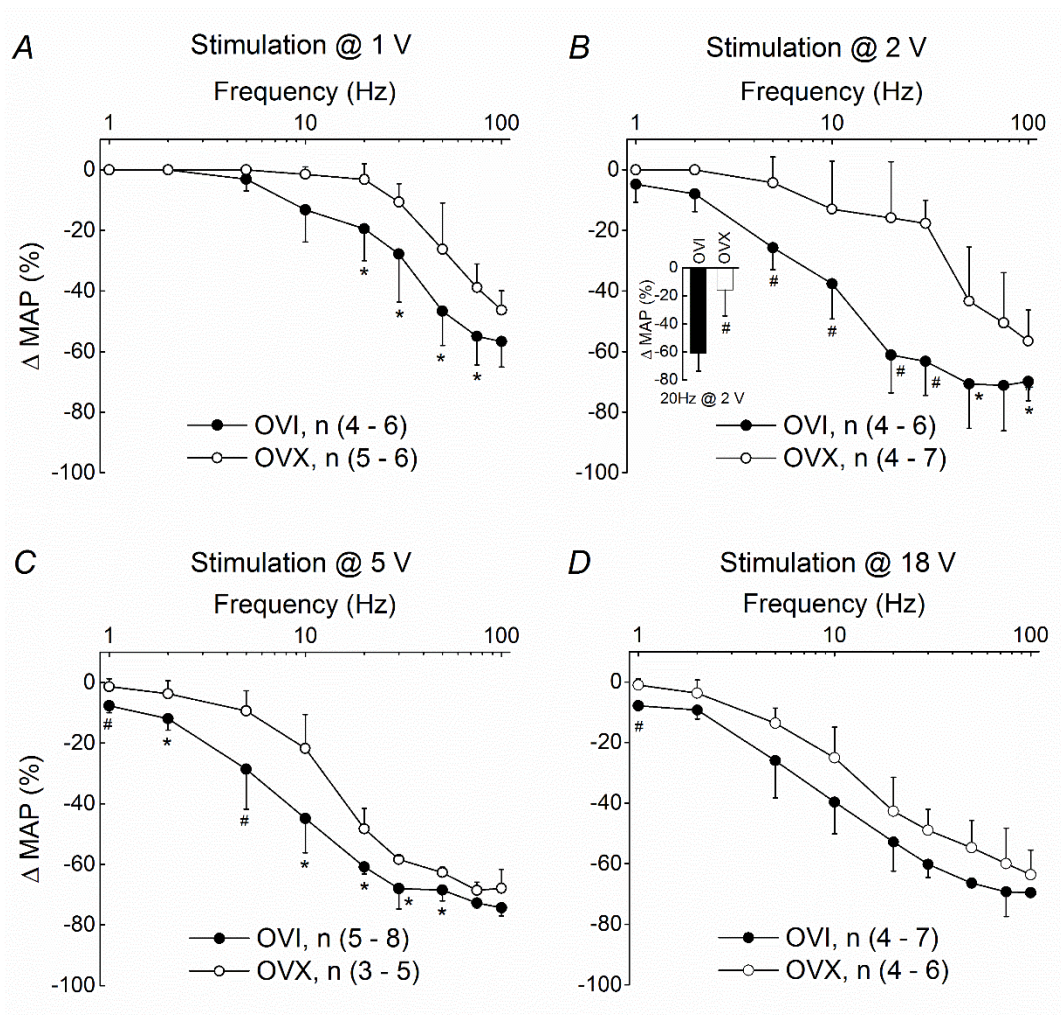 A Stimulation @ 1 V
Frequency (Hz)
1 10 100
0
-20
-40
-60
-80
-100
Δ MAP (%)
* * * *
OVI, n (4 - 6)
OVX, n (5 - 6)
B Stimulation @ 2 V
Frequency (Hz)
1 10 100
0
-20
-40
-60
-80
-100
# # # # * *
OVI OVX
0
-20
-40
-60
-80
Δ MAP (%)
#
20Hz @ 2 V
OVI, n (4 - 6)
OVX, n (4 - 7)
C Stimulation @ 5 V
Frequency (Hz)
1 10 100
0
-20
-40
-60
-80
-100
Δ MAP (%)
# * # * * * *
OVI, n (5 - 8)
OVX, n (3 - 5)
D Stimulation @ 18 V
Frequency (Hz)
1 10 100
0
-20
-40
-60
-80
-100
#
OVI, n (4 - 7)
OVX, n (4 - 6)